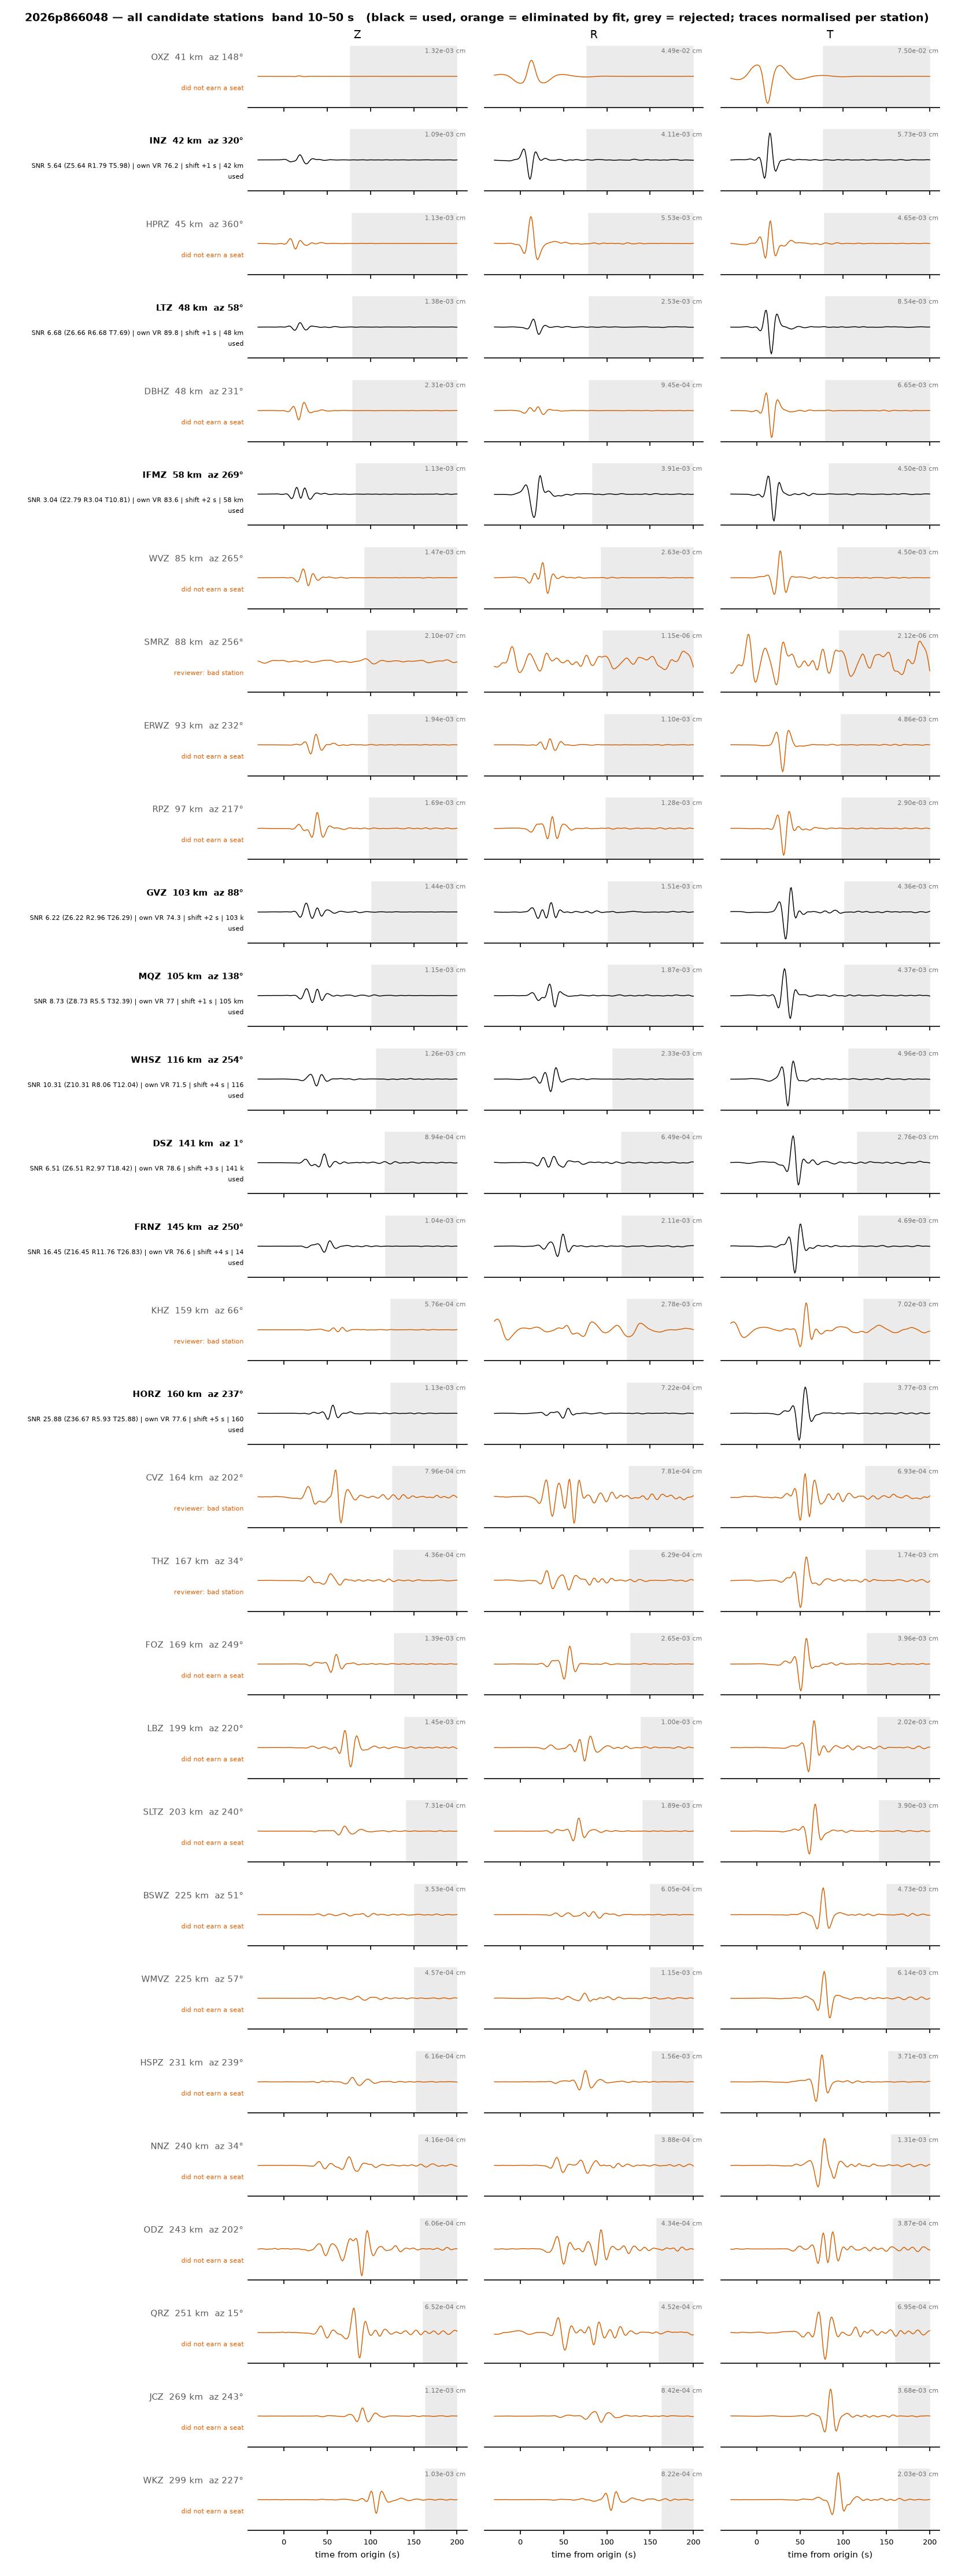 2026p866048 — all candidate stations  band 10–50 s   (black = used, orange = eliminated by fit, grey = rejected; traces normalised per station)
Z R T
OXZ  41 km  az 148°
did not earn a seat
1.32e-03 cm 4.49e-02 cm 7.50e-02 cm
INZ  42 km  az 320°
SNR 5.64 (Z5.64 R1.79 T5.98) | own VR 76.2 | shift +1 s | 42 km
used
1.09e-03 cm 4.11e-03 cm 5.73e-03 cm
HPRZ  45 km  az 360°
did not earn a seat
1.13e-03 cm 5.53e-03 cm 4.65e-03 cm
LTZ  48 km  az 58°
SNR 6.68 (Z6.66 R6.68 T7.69) | own VR 89.8 | shift +1 s | 48 km
used
1.38e-03 cm 2.53e-03 cm 8.54e-03 cm
DBHZ  48 km  az 231°
did not earn a seat
2.31e-03 cm 9.45e-04 cm 6.65e-03 cm
IFMZ  58 km  az 269°
SNR 3.04 (Z2.79 R3.04 T10.81) | own VR 83.6 | shift +2 s | 58 km
used
1.13e-03 cm 3.91e-03 cm 4.50e-03 cm
WVZ  85 km  az 265°
did not earn a seat
1.47e-03 cm 2.63e-03 cm 4.50e-03 cm
SMRZ  88 km  az 256°
reviewer: bad station
2.10e-07 cm 1.15e-06 cm 2.12e-06 cm
ERWZ  93 km  az 232°
did not earn a seat
1.94e-03 cm 1.10e-03 cm 4.86e-03 cm
RPZ  97 km  az 217°
did not earn a seat
1.69e-03 cm 1.28e-03 cm 2.90e-03 cm
GVZ  103 km  az 88°
SNR 6.22 (Z6.22 R2.96 T26.29) | own VR 74.3 | shift +2 s | 103 k
used
1.44e-03 cm 1.51e-03 cm 4.36e-03 cm
MQZ  105 km  az 138°
SNR 8.73 (Z8.73 R5.5 T32.39) | own VR 77 | shift +1 s | 105 km
used
1.15e-03 cm 1.87e-03 cm 4.37e-03 cm
WHSZ  116 km  az 254°
SNR 10.31 (Z10.31 R8.06 T12.04) | own VR 71.5 | shift +4 s | 116
used
1.26e-03 cm 2.33e-03 cm 4.96e-03 cm
DSZ  141 km  az 1°
SNR 6.51 (Z6.51 R2.97 T18.42) | own VR 78.6 | shift +3 s | 141 k
used
8.94e-04 cm 6.49e-04 cm 2.76e-03 cm
FRNZ  145 km  az 250°
SNR 16.45 (Z16.45 R11.76 T26.83) | own VR 76.6 | shift +4 s | 14
used
1.04e-03 cm 2.11e-03 cm 4.69e-03 cm
KHZ  159 km  az 66°
reviewer: bad station
5.76e-04 cm 2.78e-03 cm 7.02e-03 cm
HORZ  160 km  az 237°
SNR 25.88 (Z36.67 R5.93 T25.88) | own VR 77.6 | shift +5 s | 160
used
1.13e-03 cm 7.22e-04 cm 3.77e-03 cm
CVZ  164 km  az 202°
reviewer: bad station
7.96e-04 cm 7.81e-04 cm 6.93e-04 cm
THZ  167 km  az 34°
reviewer: bad station
4.36e-04 cm 6.29e-04 cm 1.74e-03 cm
FOZ  169 km  az 249°
did not earn a seat
1.39e-03 cm 2.65e-03 cm 3.96e-03 cm
LBZ  199 km  az 220°
did not earn a seat
1.45e-03 cm 1.00e-03 cm 2.02e-03 cm
SLTZ  203 km  az 240°
did not earn a seat
7.31e-04 cm 1.89e-03 cm 3.90e-03 cm
BSWZ  225 km  az 51°
did not earn a seat
3.53e-04 cm 6.05e-04 cm 4.73e-03 cm
WMVZ  225 km  az 57°
did not earn a seat
4.57e-04 cm 1.15e-03 cm 6.14e-03 cm
HSPZ  231 km  az 239°
did not earn a seat
6.16e-04 cm 1.56e-03 cm 3.71e-03 cm
NNZ  240 km  az 34°
did not earn a seat
4.16e-04 cm 3.88e-04 cm 1.31e-03 cm
ODZ  243 km  az 202°
did not earn a seat
6.06e-04 cm 4.34e-04 cm 3.87e-04 cm
QRZ  251 km  az 15°
did not earn a seat
6.52e-04 cm 4.52e-04 cm 6.95e-04 cm
JCZ  269 km  az 243°
did not earn a seat
1.12e-03 cm 8.42e-04 cm 3.68e-03 cm
WKZ  299 km  az 227°
did not earn a seat
1.03e-03 cm 8.22e-04 cm 2.03e-03 cm
0 50 100 150 200 0 50 100 150 200 0 50 100 150 200
time from origin (s) time from origin (s) time from origin (s)